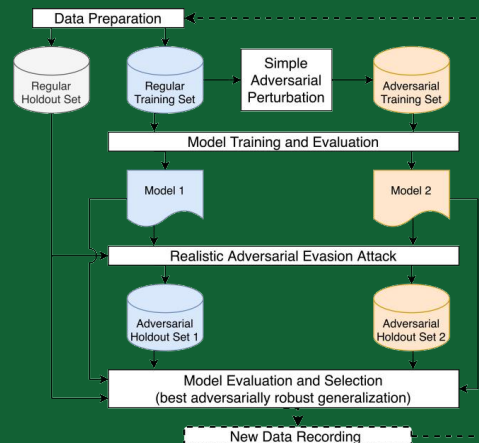 Data Preparation
Regular
Holdout Set
Regular
Training Set
Simple
Adversarial
Perturbation
Adversarial
Training Set
Model Training and Evaluation
Model 1
Model 2
Realistic Adversarial Evasion Attack
Adversarial
Holdout Set 1
Adversarial
Holdout Set 2
Model Evaluation and Selection
(best adversarially robust generalization)
New Data Recording